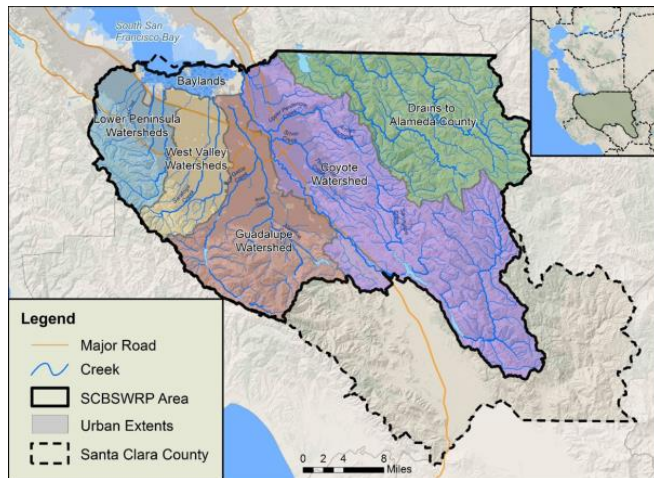 South San
Francisco Bay
Baylands
Lower Peninsula
Watersheds
West Valley
Watersheds
Drains to
Alameda County
Coyote
Watershed
Guadalupe
Watershed
Legend
Major Road
Creek
SCBSWRP Area
Urban Extents
Santa Clara County
0 2 4 8
Miles